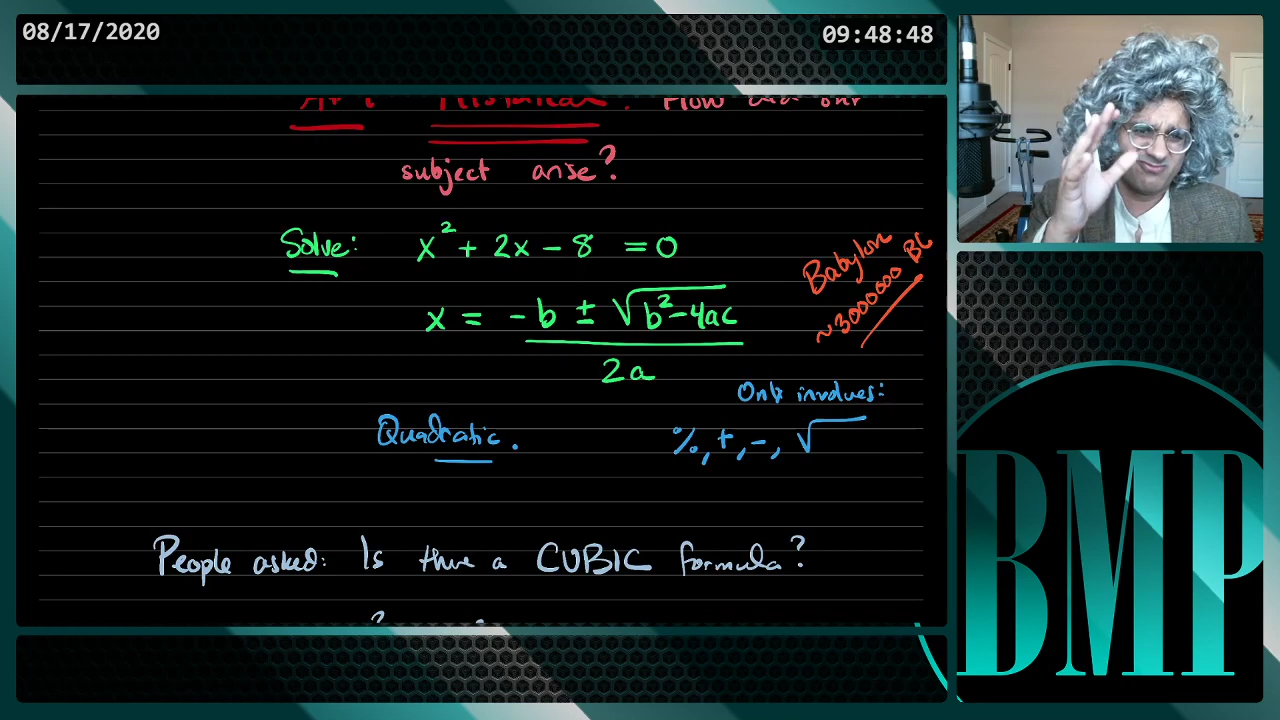 08/17/2020
09:48:48
subject arise?
Solve: x² + 2x - 8 = 0
Babylon
~3000000 BC
x = -b ± √b²-4ac
2a
Only involves:
Quadratic.
%, +, -, √
People asked: Is there a CUBIC formula?
BMP